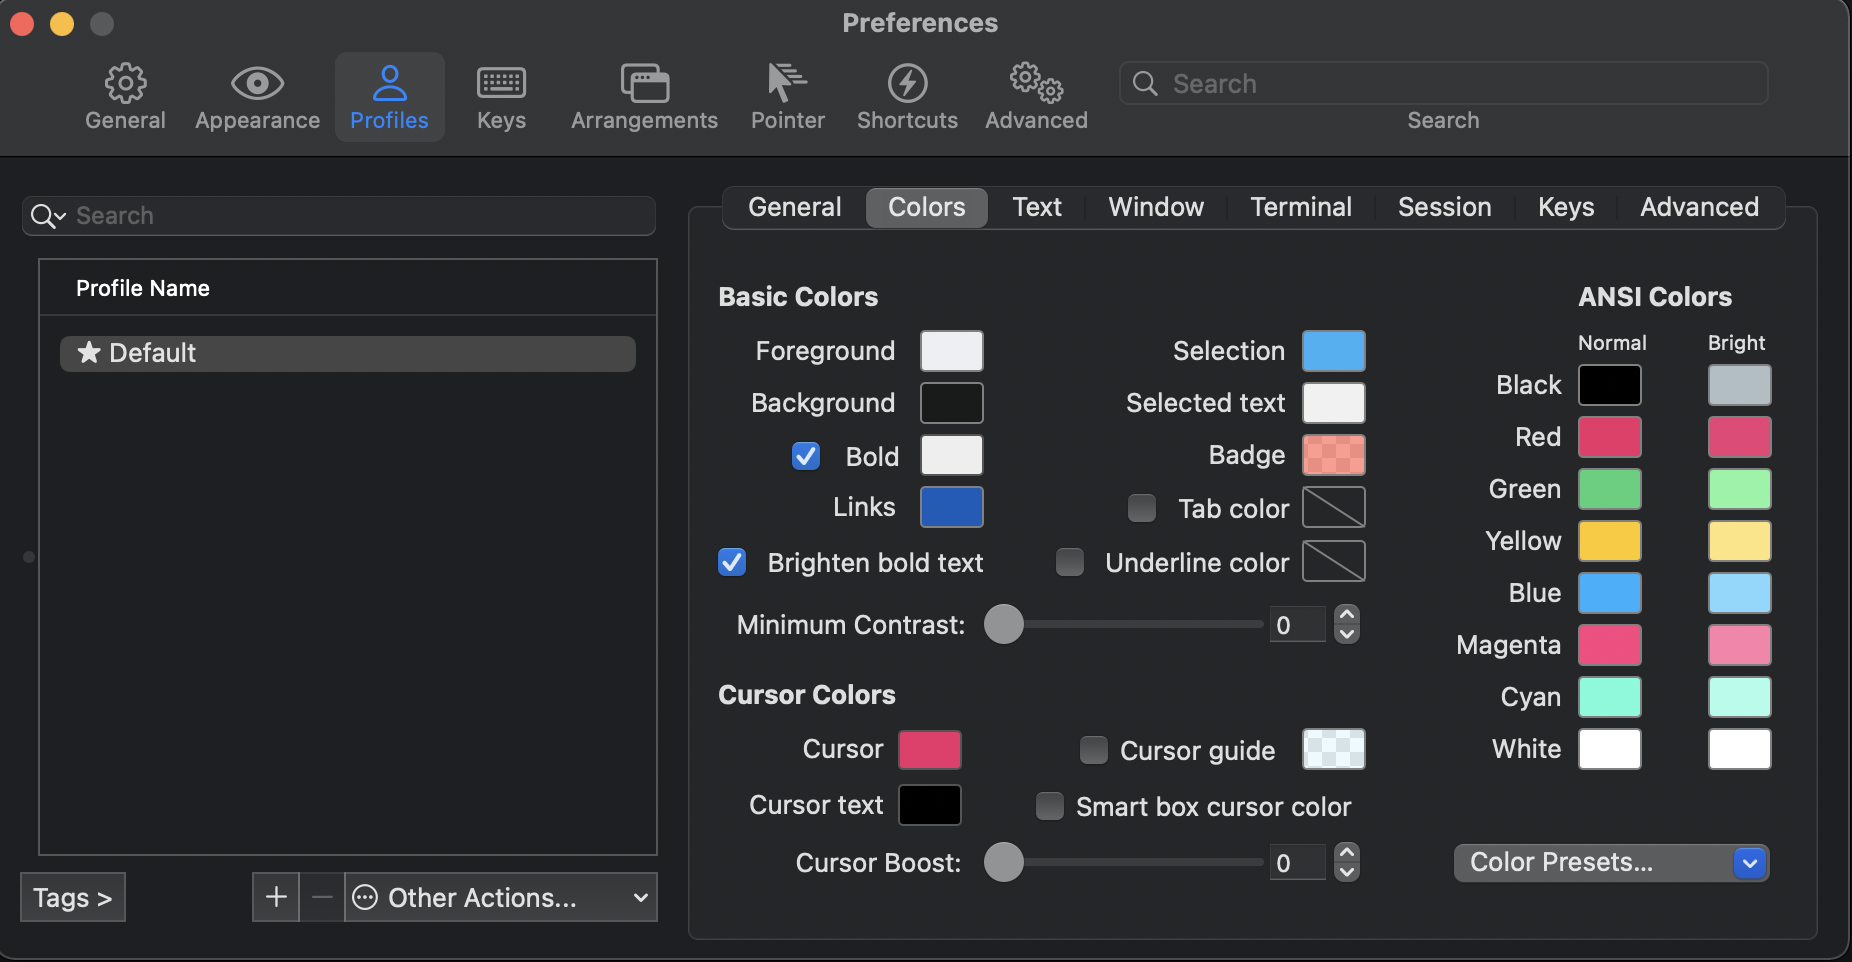 Preferences
General
Appearance
Profiles
Keys
Arrangements
Pointer
Shortcuts
Advanced
Search
Search
Search
Profile Name
Default
Tags >
Other Actions...
General
Colors
Text
Window
Terminal
Session
Keys
Advanced
Basic Colors
Foreground
Background
Bold
Links
Brighten bold text
Selection
Selected text
Badge
Tab color
Underline color
Minimum Contrast: 0
Cursor Colors
Cursor
Cursor text
Cursor guide
Smart box cursor color
Cursor Boost: 0
ANSI Colors
Normal Bright
Black
Red
Green
Yellow
Blue
Magenta
Cyan
White
Color Presets...